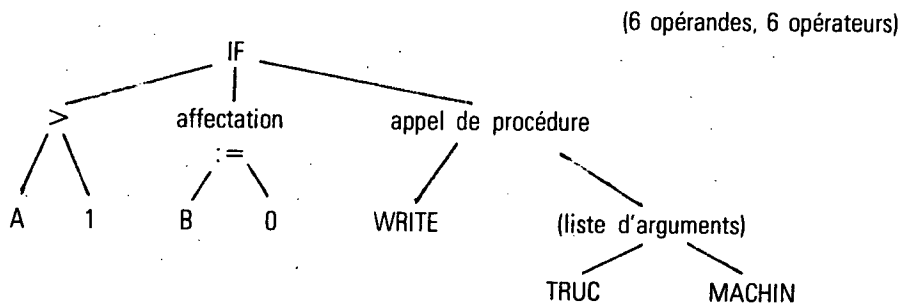 (6 opérandes, 6 opérateurs)
IF
> affectation appel de procédure
:=
A 1 B 0 WRITE (liste d'arguments)
TRUC MACHIN